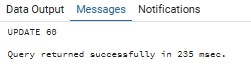 Data Output Messages Notifications
UPDATE 60
Query returned successfully in 235 msec.